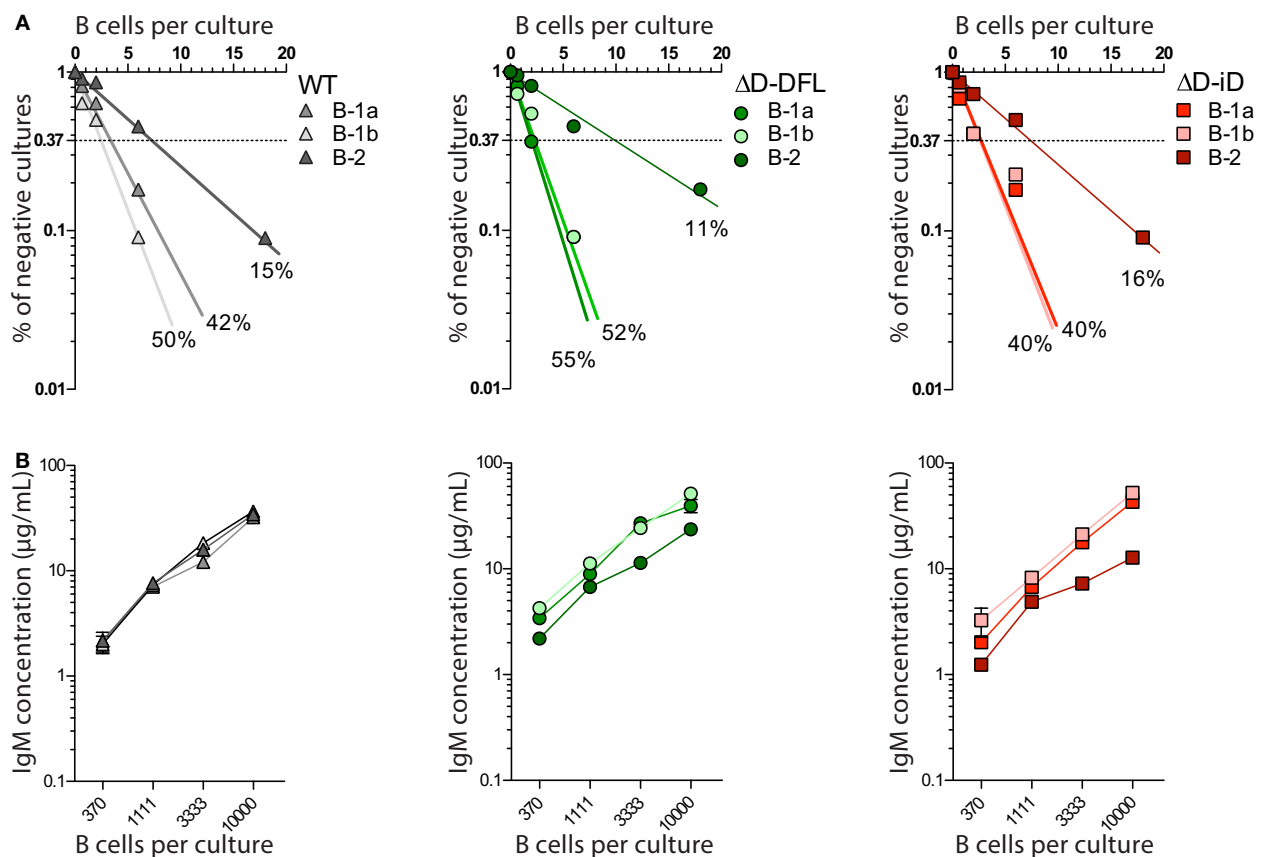 A
B cells per culture
0 5 10 15 20
1
0.37
0.1
0.01
% of negative cultures
WT
B-1a
B-1b
B-2
15%
42%
50%
B cells per culture
0 5 10 15 20
1
0.37
0.1
0.01
% of negative cultures
ΔD-DFL
B-1a
B-1b
B-2
11%
52%
55%
B cells per culture
0 5 10 15 20
1
0.37
0.1
0.01
% of negative cultures
ΔD-iD
B-1a
B-1b
B-2
16%
40%
40%
B
IgM concentration (µg/mL)
100
10
1
0.1
370 1111 3333 10000
B cells per culture
IgM concentration (µg/mL)
100
10
1
0.1
370 1111 3333 10000
B cells per culture
IgM concentration (µg/mL)
100
10
1
0.1
370 1111 3333 10000
B cells per culture